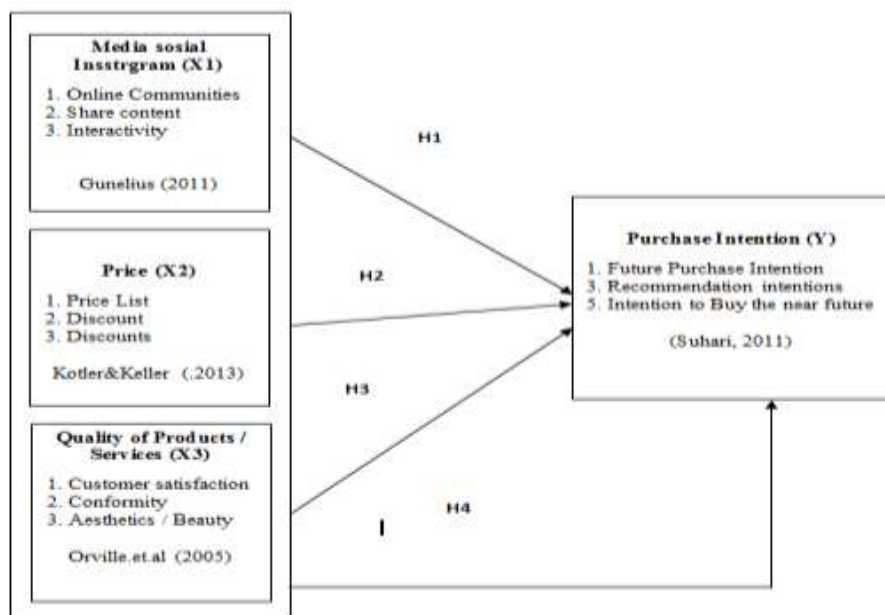 Media sosial
Insstrgram (X1)
1. Online Communities
2. Share content
3. Interactivity
Gunelius (2011)
Price (X2)
1. Price List
2. Discount
3. Discounts
Kotler&Keller (.2013)
Quality of Products /
Services (X3)
1. Customer satisfaction
2. Conformity
3. Aesthetics / Beauty
Orville.et.al (2005)
H1
H2
H3
H4
Purchase Intention (Y)
1. Future Purchase Intention
3. Recommendation intentions
5. Intention to Buy the near future
(Suhari, 2011)